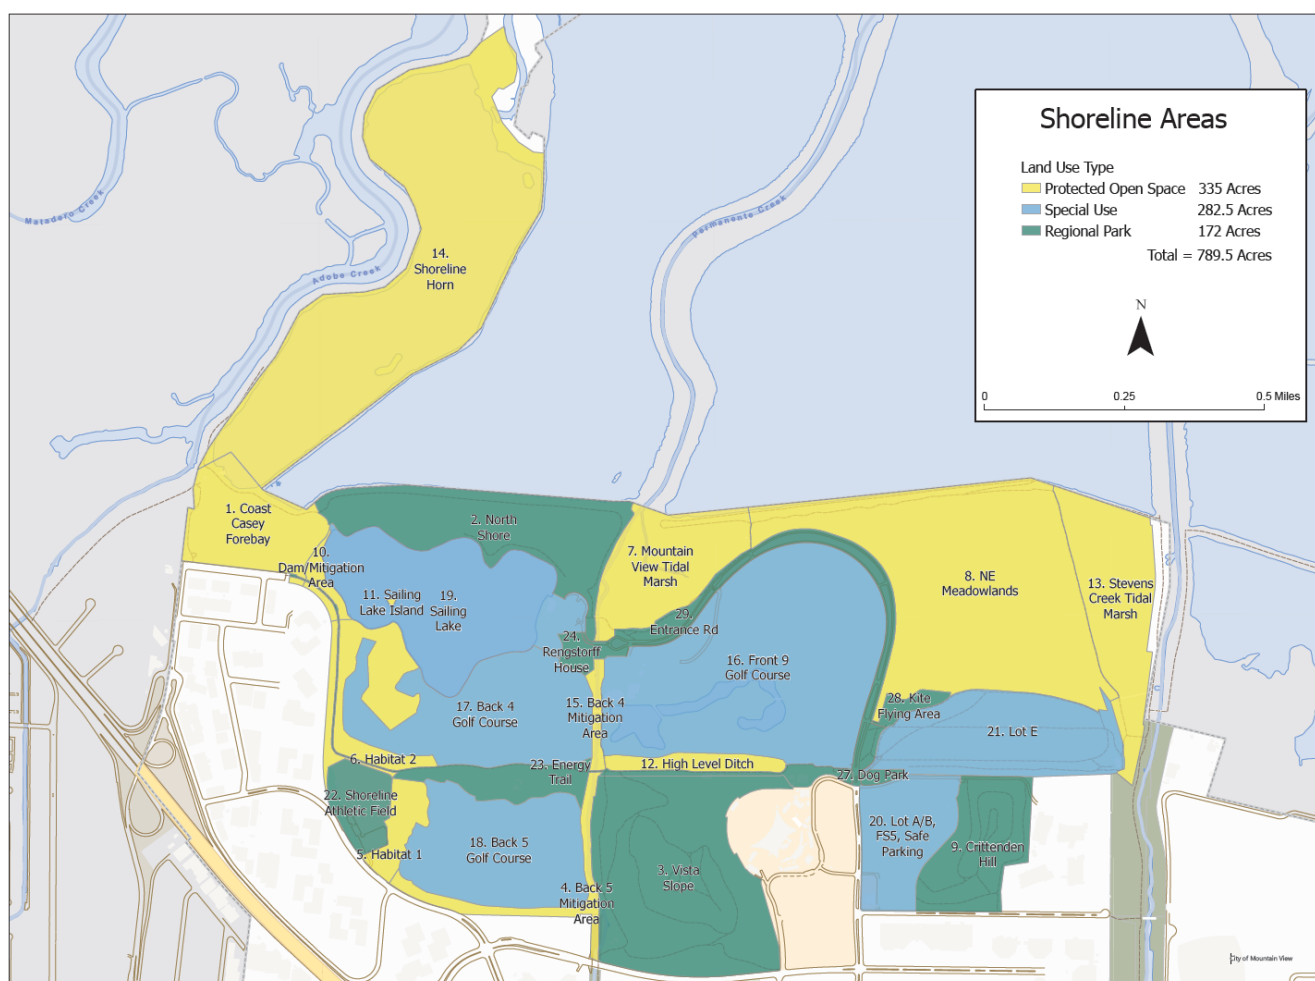 Shoreline Areas
Land Use Type
Protected Open Space 335 Acres
Special Use 282.5 Acres
Regional Park 172 Acres
Total = 789.5 Acres
N
0 0.25 0.5 Miles
Matadero Creek
Adobe Creek
Permanente Creek
14.
Shoreline
Horn
1. Coast
Casey
Forebay
2. North
Shore
10.
Dam/Mitigation
Area
7. Mountain
View Tidal
Marsh
8. NE
Meadowlands
13. Stevens
Creek Tidal
Marsh
11. Sailing
Lake Island
19.
Sailing
Lake
29.
Entrance Rd
24.
Rengstorff
House
16. Front 9
Golf Course
17. Back 4
Golf Course
15. Back 4
Mitigation
Area
28. Kite
Flying Area
21. Lot E
6. Habitat 2
23. Energy
Trail
12. High Level Ditch
27. Dog Park
22. Shoreline
Athletic Field
20. Lot A/B,
FS5, Safe
Parking
18. Back 5
Golf Course
5. Habitat 1
9. Crittenden
Hill
3. Vista
Slope
4. Back 5
Mitigation
Area
City of Mountain View